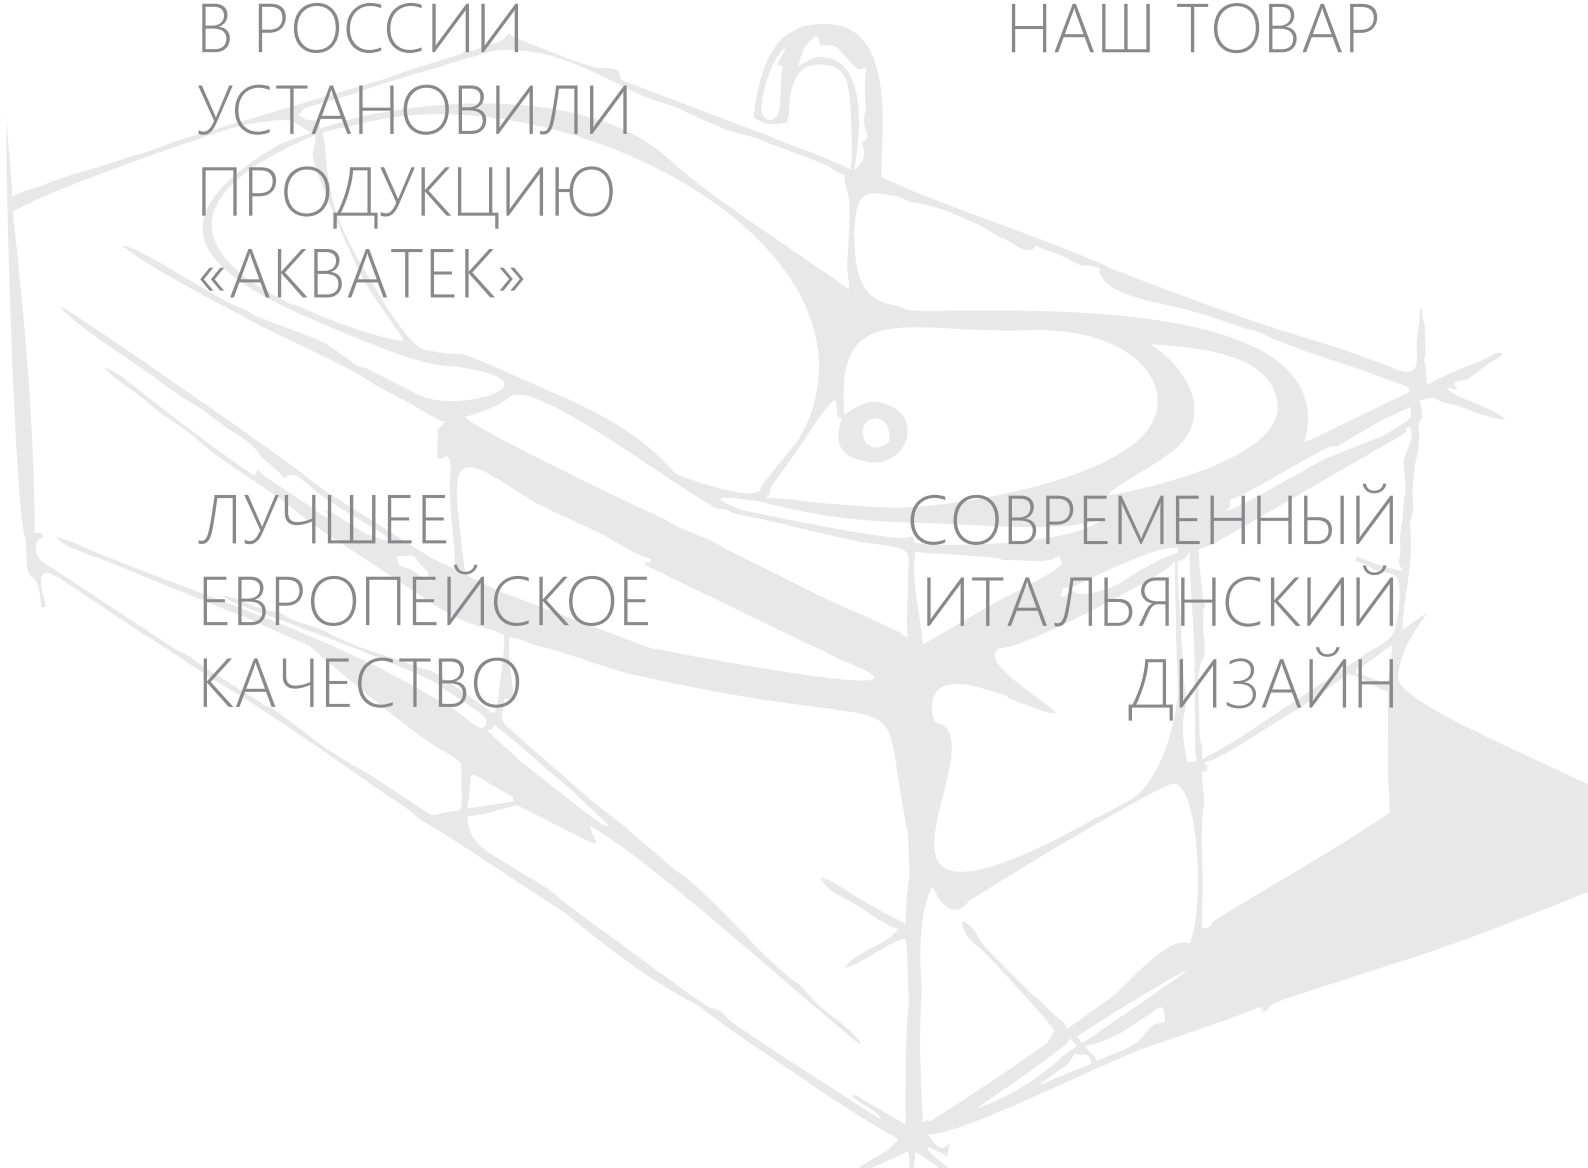 В РОССИИ
УСТАНОВИЛИ
ПРОДУКЦИЮ
«АКВАТЕК»
НАШ ТОВАР
ЛУЧШЕЕ
ЕВРОПЕЙСКОЕ
КАЧЕСТВО
СОВРЕМЕННЫЙ
ИТАЛЬЯНСКИЙ
ДИЗАЙН